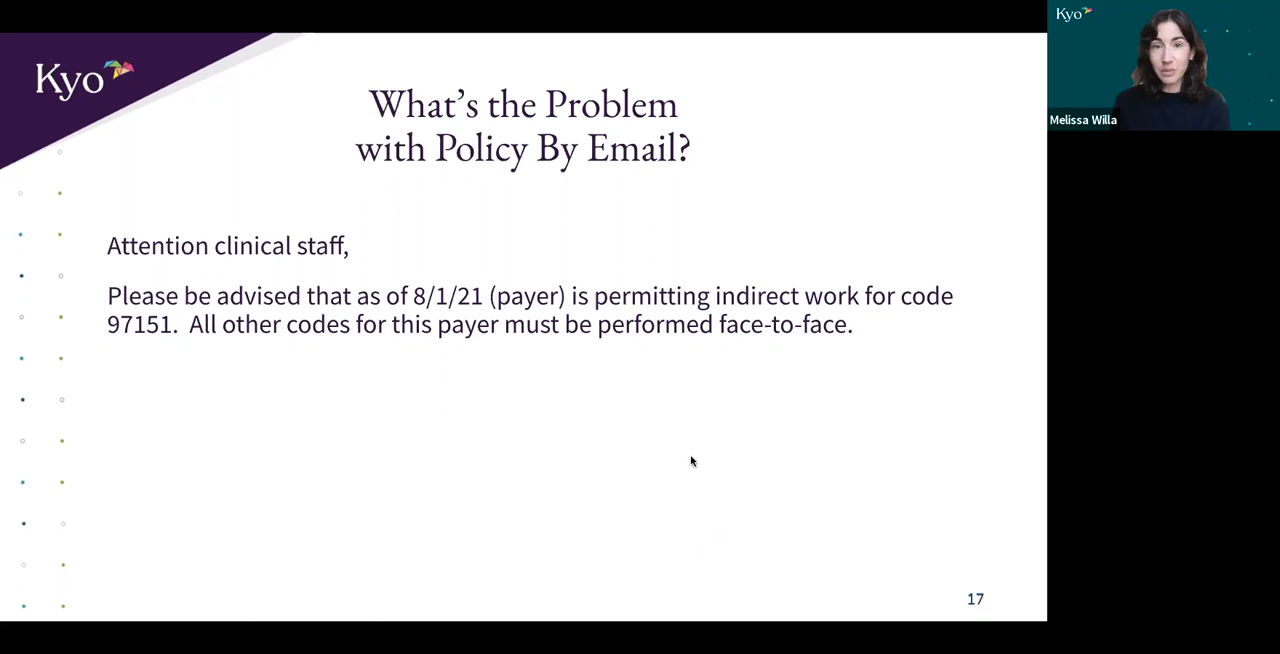 Kyo
What's the Problem
with Policy By Email?
Attention clinical staff,
Please be advised that as of 8/1/21 (payer) is permitting indirect work for code
97151.  All other codes for this payer must be performed face-to-face.
17
Kyo
Melissa Willa